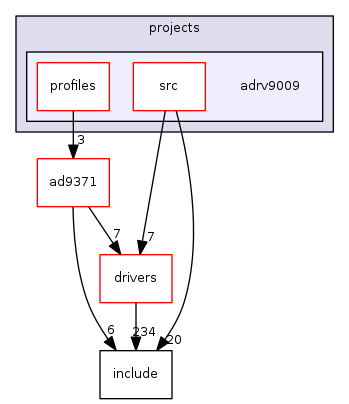 projects
profiles
src
adrv9009
3
ad9371
7
7
drivers
6
234
20
include